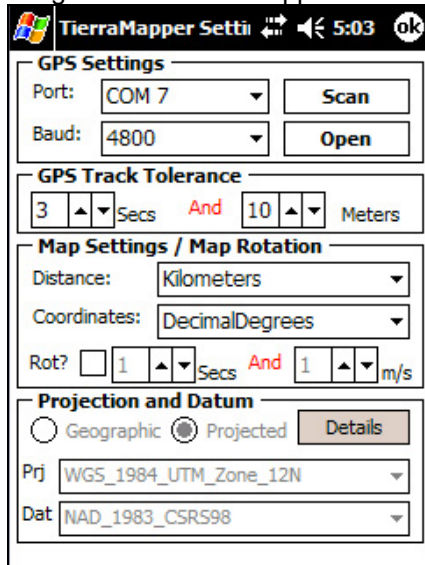 TierraMapper Settii 5:03 ok
GPS Settings
Port: COM 7 Scan
Baud: 4800 Open
GPS Track Tolerance
3 Secs And 10 Meters
Map Settings / Map Rotation
Distance: Kilometers
Coordinates: DecimalDegrees
Rot? 1 Secs And 1 m/s
Projection and Datum
Geographic Projected Details
Prj WGS_1984_UTM_Zone_12N
Dat NAD_1983_CSRS98